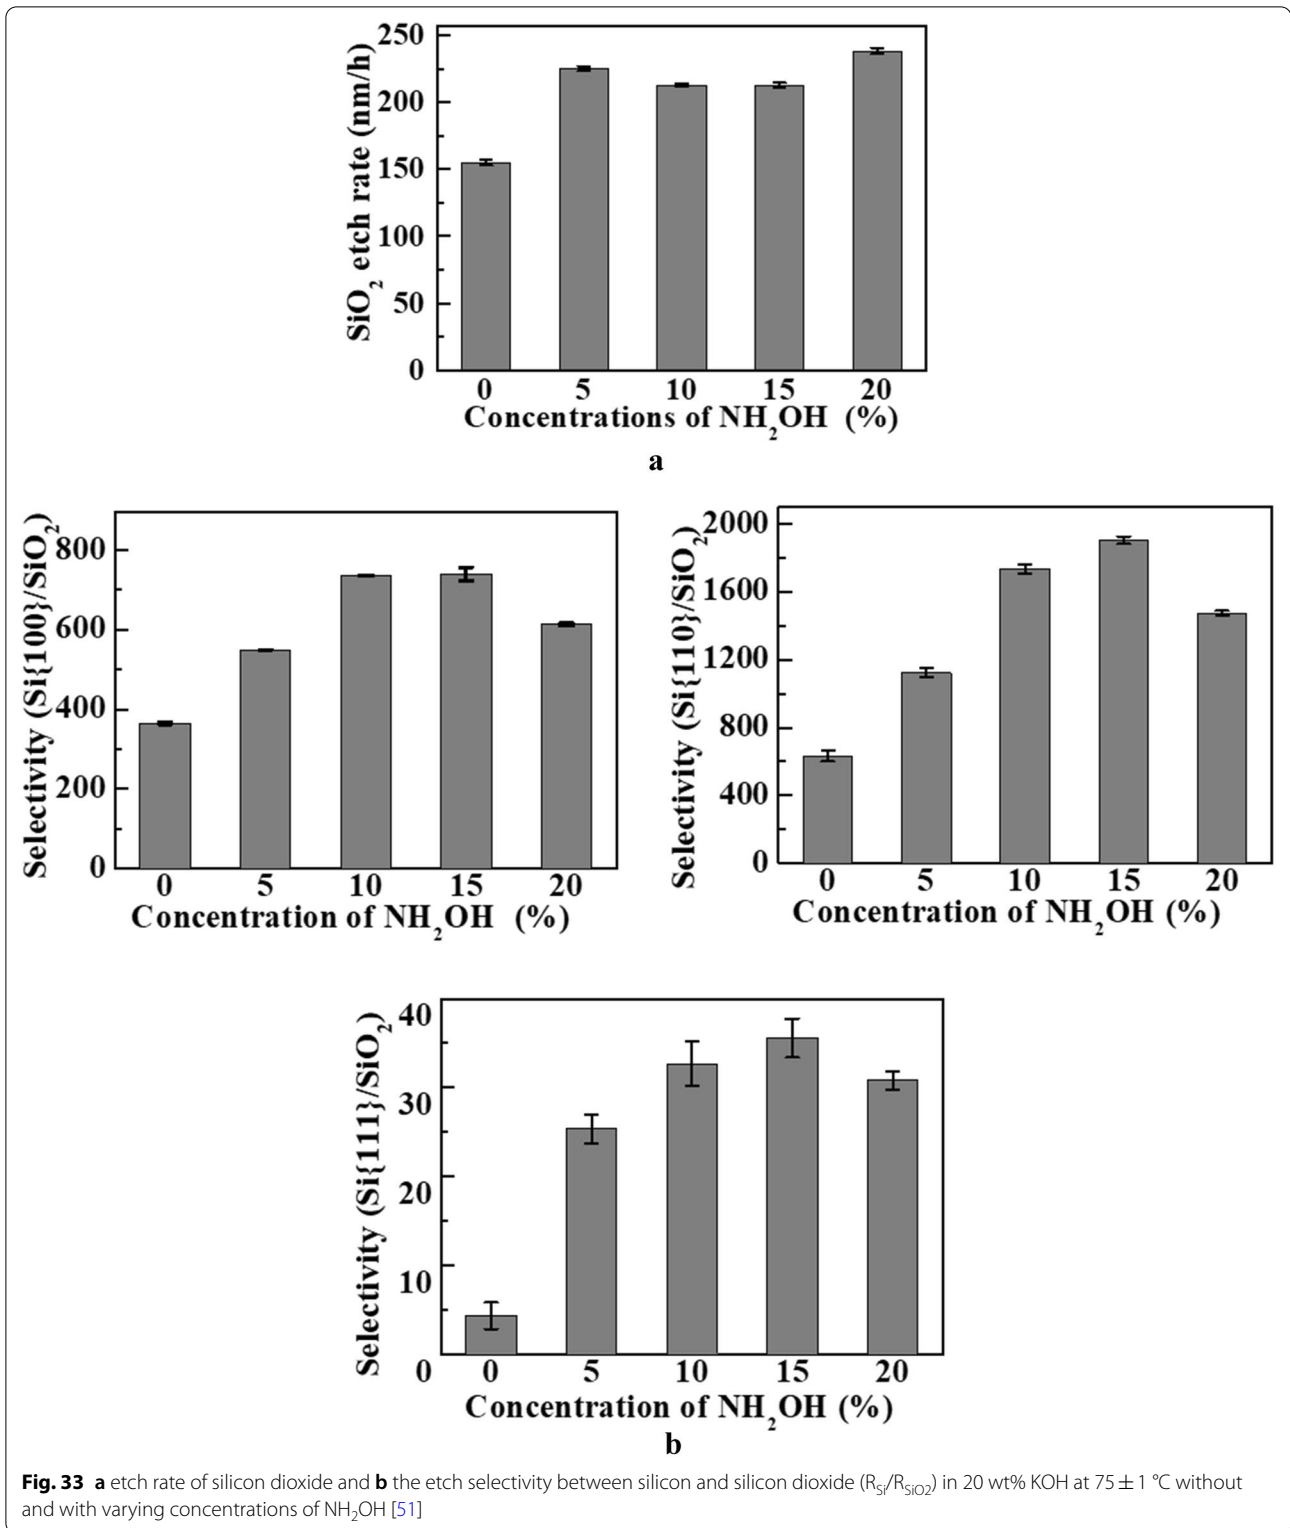 250
200
150
100
50
0
SiO2 etch rate (nm/h)
0 5 10 15 20
Concentrations of NH2OH (%)
a
800
600
400
200
0
Selectivity (Si{100}/SiO2)
0 5 10 15 20
Concentration of NH2OH (%)
2000
1600
1200
800
400
0
Selectivity (Si{110}/SiO2)
0 5 10 15 20
Concentration of NH2OH (%)
40
30
20
10
0
Selectivity (Si{111}/SiO2)
0 5 10 15 20
Concentration of NH2OH (%)
b
Fig. 33 a etch rate of silicon dioxide and b the etch selectivity between silicon and silicon dioxide (RSi/RSiO2) in 20 wt% KOH at 75 ± 1 °C without
and with varying concentrations of NH2OH [51]